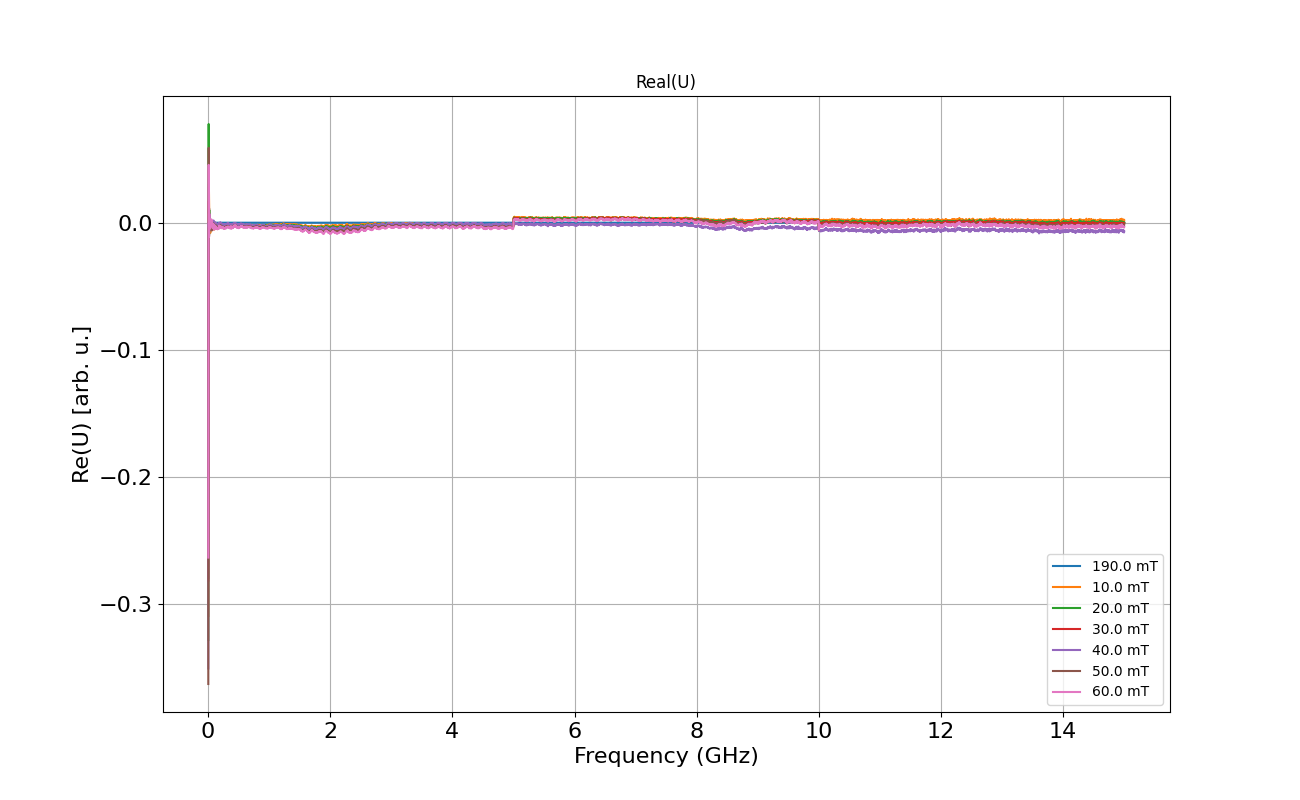 Real(U)
0.0
−0.1
−0.2
−0.3
Re(U) [arb. u.]
0 2 4 6 8 10 12 14
Frequency (GHz)
190.0 mT
10.0 mT
20.0 mT
30.0 mT
40.0 mT
50.0 mT
60.0 mT